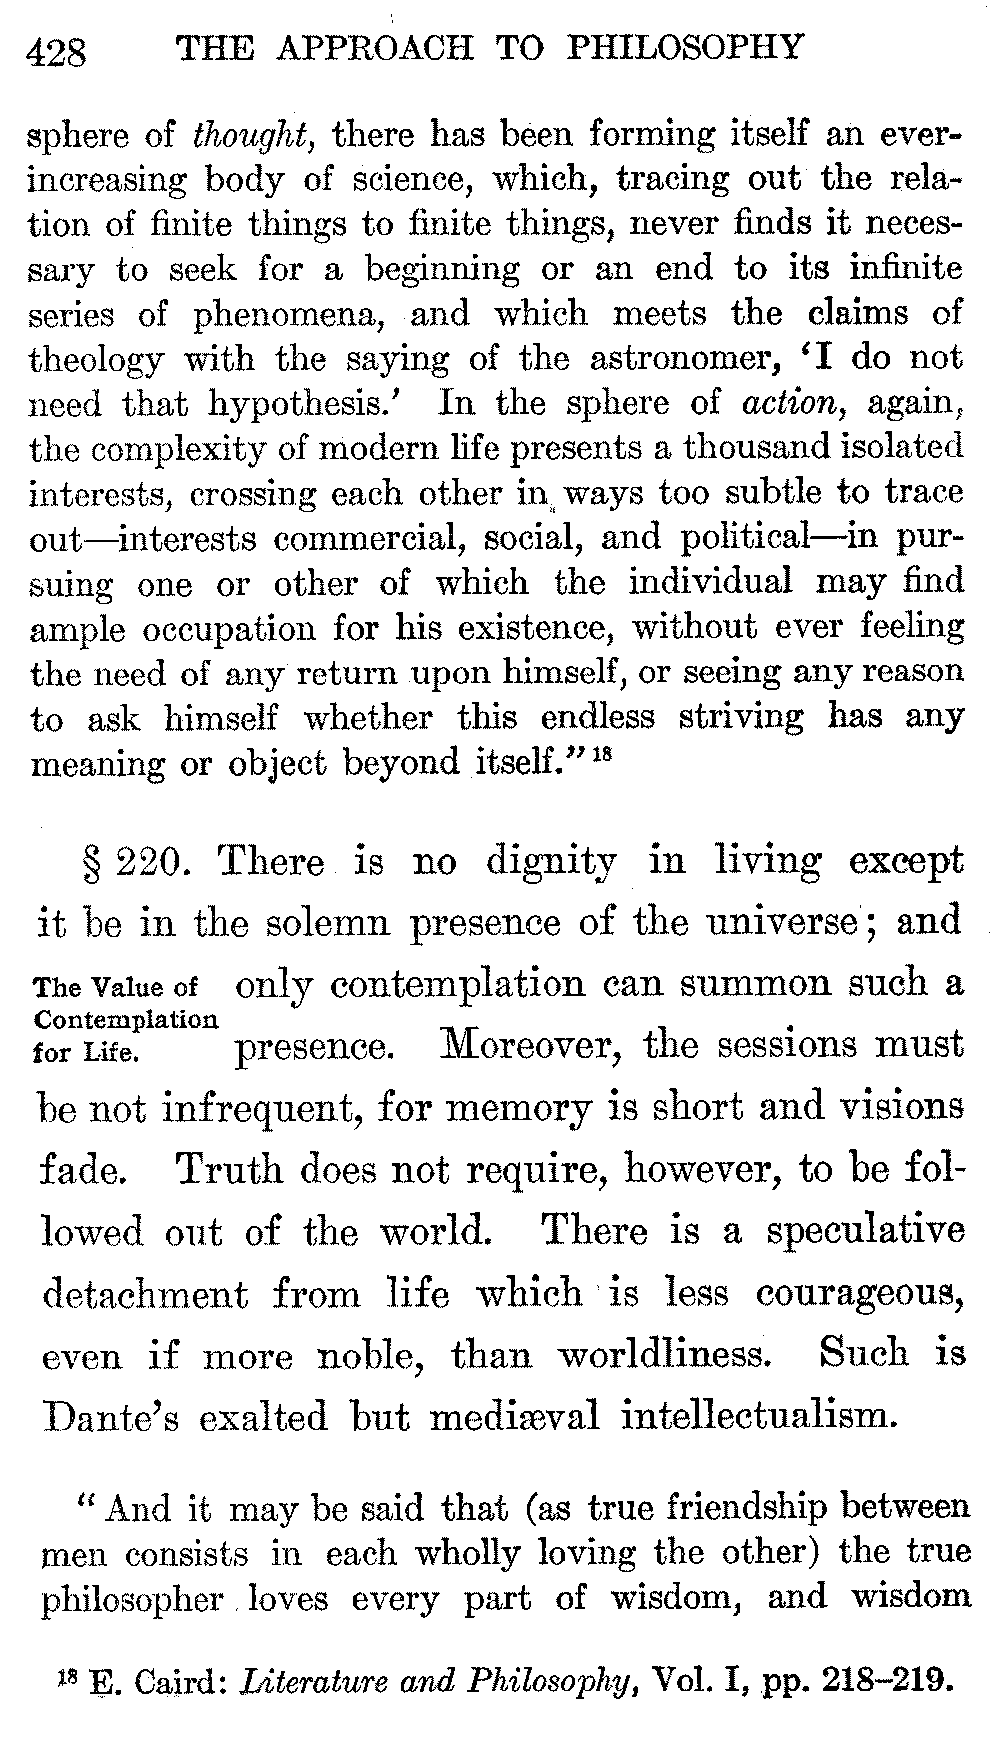 428 THE APPROACH TO PHILOSOPHY
sphere of thought, there has been forming itself an ever-
increasing body of science, which, tracing out the rela-
tion of finite things to finite things, never finds it neces-
sary to seek for a beginning or an end to its infinite
series of phenomena, and which meets the claims of
theology with the saying of the astronomer, ‘I do not
need that hypothesis.’ In the sphere of action, again,
the complexity of modern life presents a thousand isolated
interests, crossing each other in ways too subtle to trace
out—interests commercial, social, and political—in pur-
suing one or other of which the individual may find
ample occupation for his existence, without ever feeling
the need of any return upon himself, or seeing any reason
to ask himself whether this endless striving has any
meaning or object beyond itself.” 18
§ 220. There is no dignity in living except
it be in the solemn presence of the universe; and
The Value of
Contemplation
for Life.
only contemplation can summon such a
presence. Moreover, the sessions must
be not infrequent, for memory is short and visions
fade. Truth does not require, however, to be fol-
lowed out of the world. There is a speculative
detachment from life which is less courageous,
even if more noble, than worldliness. Such is
Dante’s exalted but mediæval intellectualism.
“And it may be said that (as true friendship between
men consists in each wholly loving the other) the true
philosopher loves every part of wisdom, and wisdom
18 E. Caird: Literature and Philosophy, Vol. I, pp. 218–219.